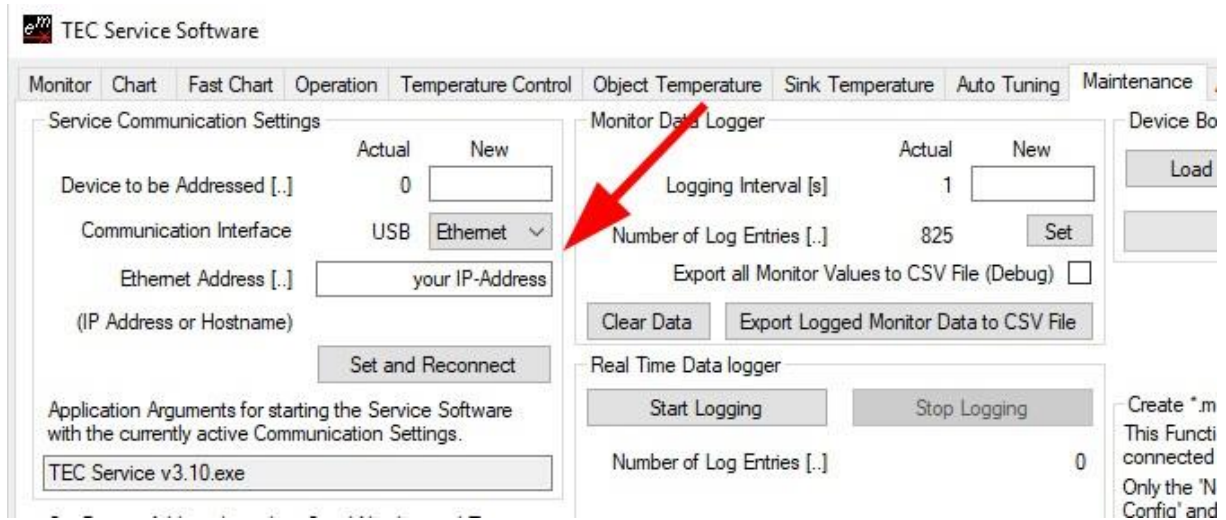 em TEC Service Software
Monitor Chart Fast Chart Operation Temperature Control Object Temperature Sink Temperature Auto Tuning Maintenance
Service Communication Settings
Actual New
Device to be Addressed [..] 0
Communication Interface USB Ethernet
Ethernet Address [..] your IP-Address
(IP Address or Hostname)
Set and Reconnect
Application Arguments for starting the Service Software
with the currently active Communication Settings.
TEC Service v3.10.exe
Monitor Data Logger
Actual New
Logging Interval [s] 1
Number of Log Entries [..] 825 Set
Export all Monitor Values to CSV File (Debug)
Clear Data Export Logged Monitor Data to CSV File
Real Time Data logger
Start Logging Stop Logging
Number of Log Entries [..] 0
Device Bo
Load
Create *.m
This Functi
connected
Only the 'N
Config' and